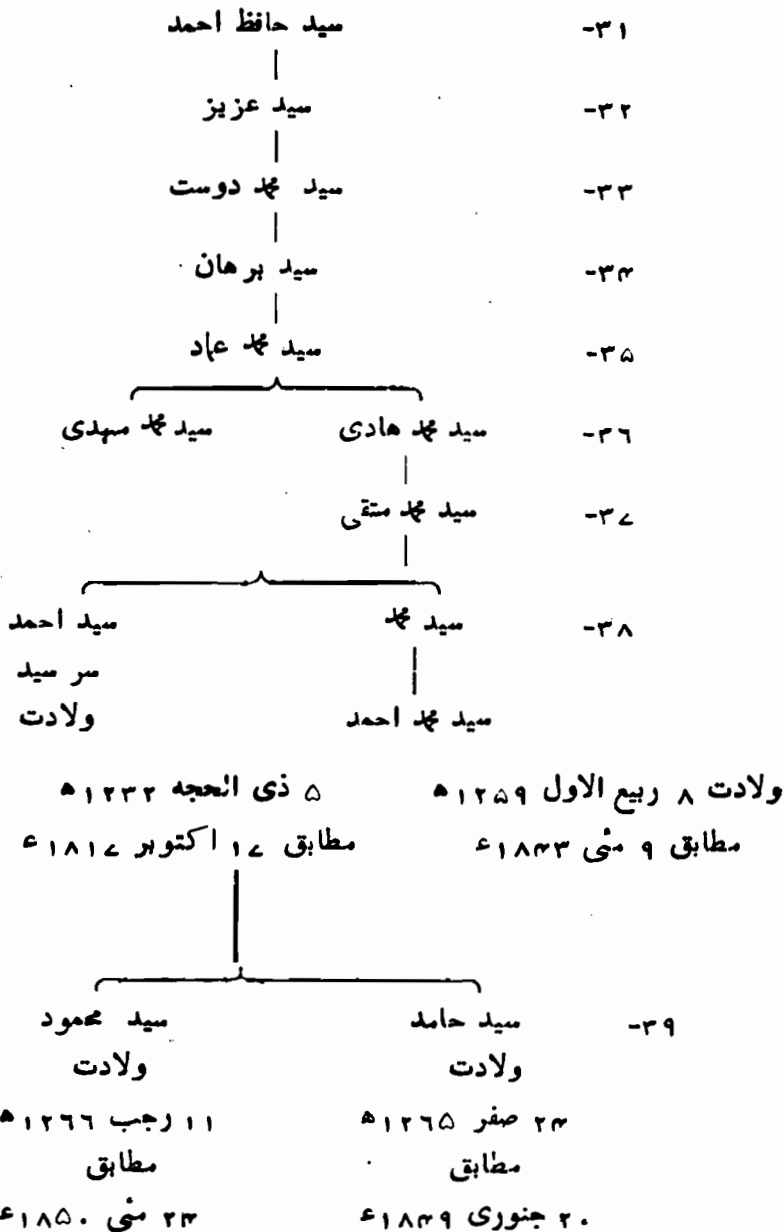 ۳۱- سید حافظ احمد
۳۲- سید عزیز
۳۳- سید محمد دوست
۳۴- سید برهان
۳۵- سید محمد عماد
۳۶- سید محمد هادی سید محمد مہدی
۳۷- سید محمد متقی
۳۸- سید محمد سید احمد
سر سید
سید محمد احمد ولادت
ولادت ۸ ربیع الاول ۱۲۵۹ھ ۵ ذی الحجہ ۱۲۳۲ھ
مطابق ۹ مئی ۱۸۴۳ء مطابق ۱۷ اکتوبر ۱۸۱۷ء
۳۹- سید حامد سید محمود
ولادت ولادت
۲۴ صفر ۱۲۶۵ھ ۱۱ رجب ۱۲۶۶ھ
مطابق مطابق
۲۰ جنوری ۱۸۴۹ء ۲۴ مئی ۱۸۵۰ء